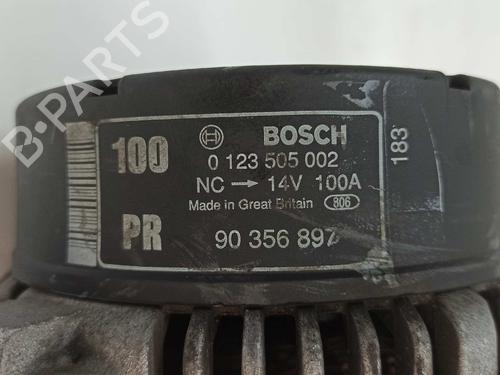 B-PARTS
100
BOSCH
0 123 505 002
NC → 14V 100A
Made in Great Britain 806
PR
90 356 897
183